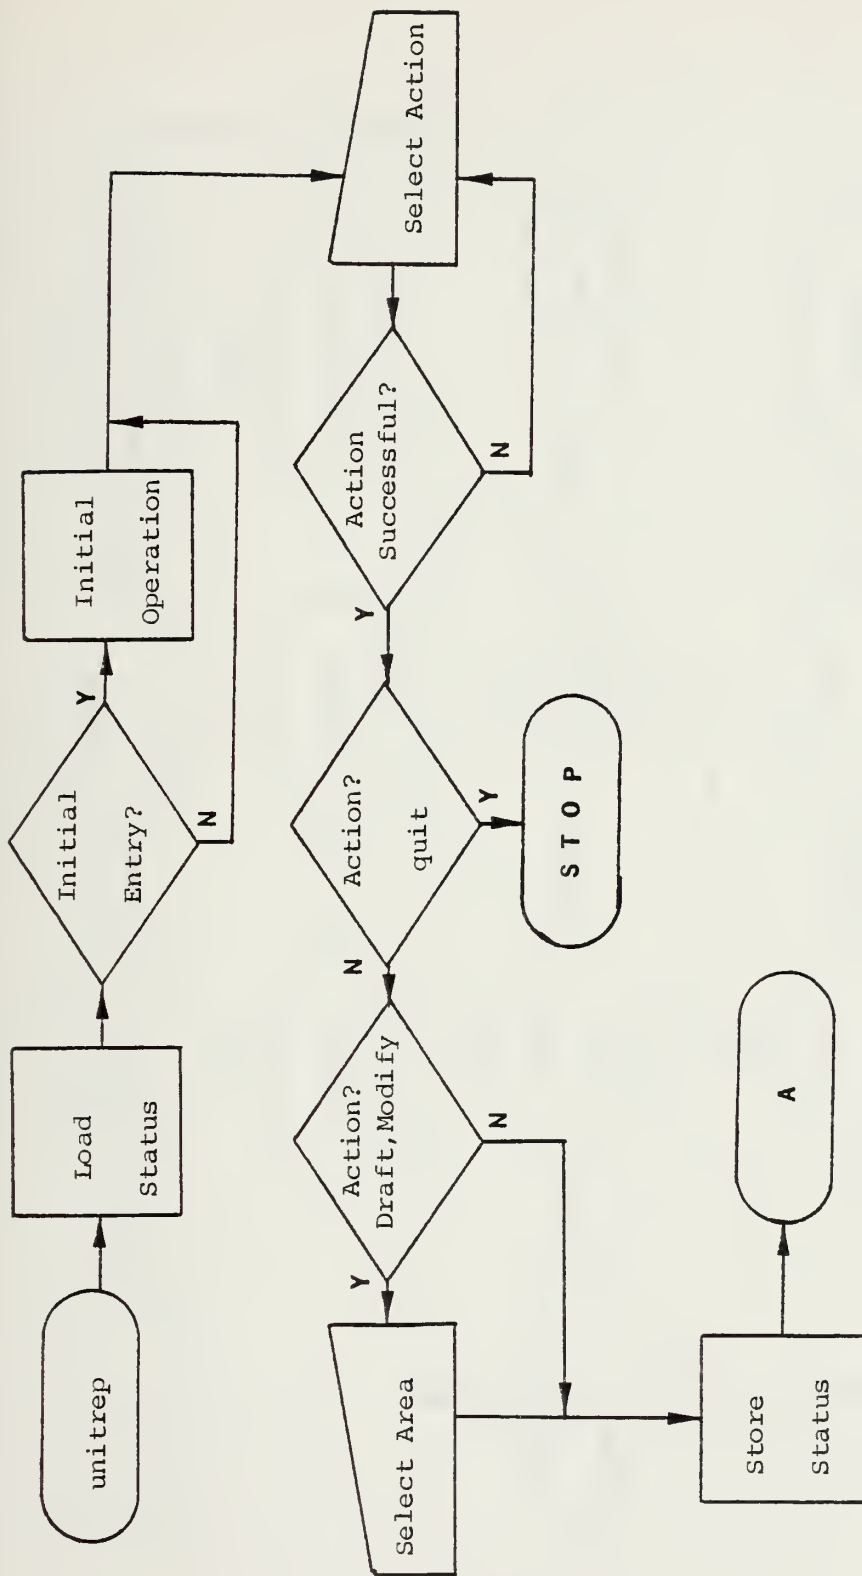 unitrep
Load
Status
Initial
Entry?
Y
N
Initial
Operation
Select Action
Action
Successful?
N
Y
Action?
quit
Y
N
STOP
Action?
Draft,Modify
N
Y
Select Area
Store
Status
A